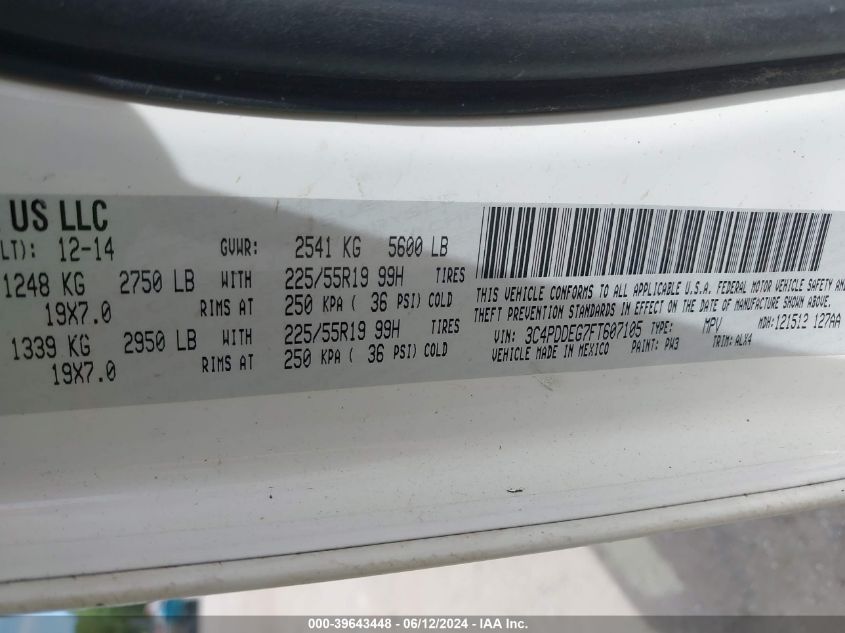 US LLC
LT): 12-14 GVWR: 2541 KG 5600 LB
1248 KG 2750 LB WITH 225/55R19 99H TIRES
19X7.0 RIMS AT 250 KPA ( 36 PSI) COLD
1339 KG 2950 LB WITH 225/55R19 99H TIRES
19X7.0 RIMS AT 250 KPA ( 36 PSI) COLD
THIS VEHICLE CONFORMS TO ALL APPLICABLE U.S.A. FEDERAL MOTOR VEHICLE SAFETY AND
THEFT PREVENTION STANDARDS IN EFFECT ON THE DATE OF MANUFACTURE SHOWN ABOVE.
VIN: 3C4PDDEG7FT607105 TYPE: MPV MDH: 121512 127AA
VEHICLE MADE IN MEXICO PAINT: PW3 TRIM: ALX4
000-39643448 - 06/12/2024 - IAA Inc.